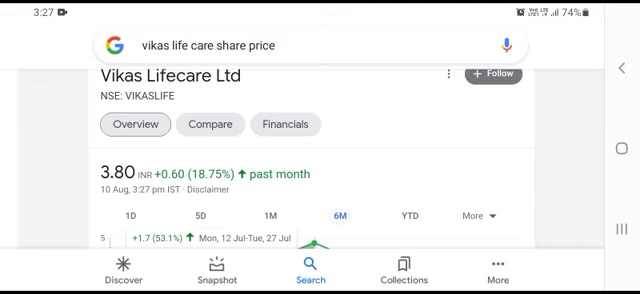 3:27 74%
vikas life care share price
Vikas Lifecare Ltd
+ Follow
NSE: VIKASLIFE
Overview Compare Financials
3.80 INR +0.60 (18.75%) ↑ past month
10 Aug, 3:27 pm IST · Disclaimer
1D 5D 1M 6M YTD More
5 +1.7 (53.1%) ↑ Mon, 12 Jul-Tue, 27 Jul
Discover Snapshot Search Collections More